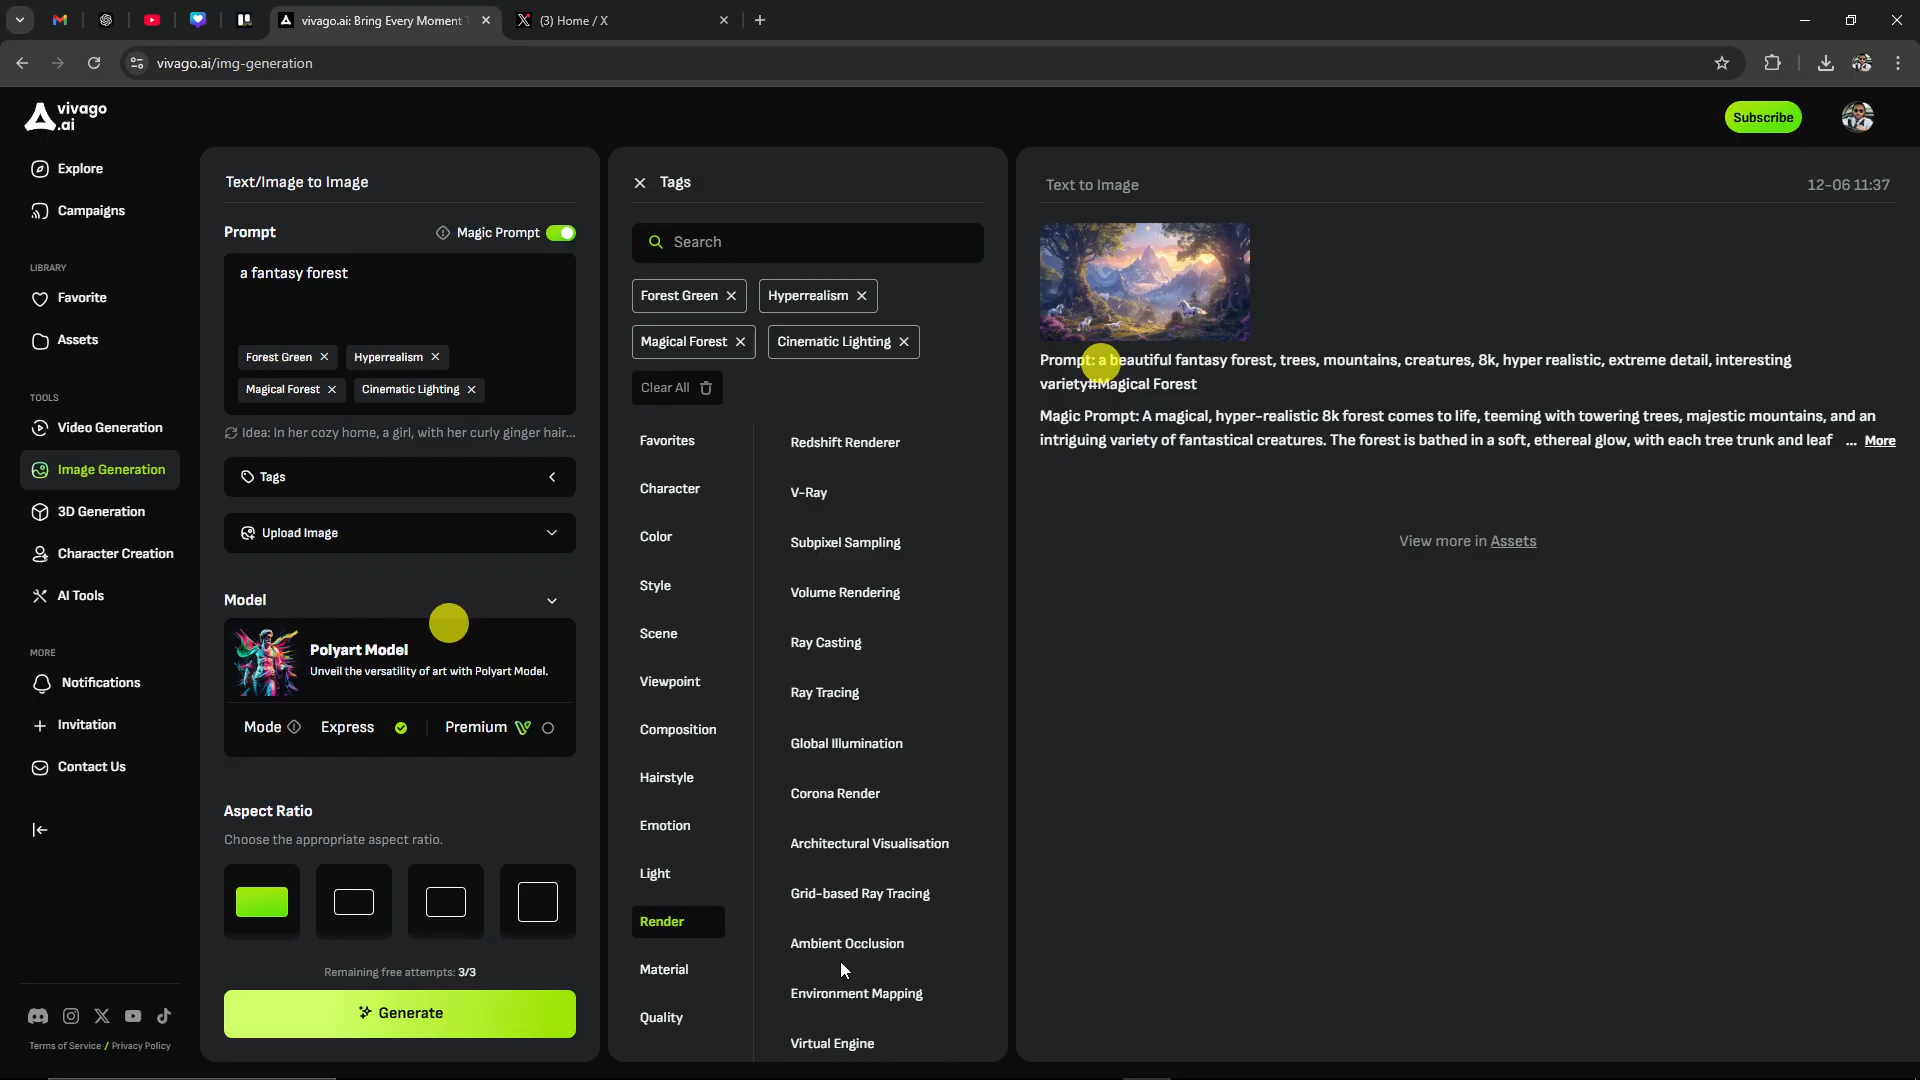 vivago.ai: Bring Every Moment T
(3) Home / X
vivago.ai/img-generation
vivago
.ai
Subscribe
Explore
Campaigns
LIBRARY
Favorite
Assets
TOOLS
Video Generation
Image Generation
3D Generation
Character Creation
AI Tools
MORE
Notifications
Invitation
Contact Us
Terms of Service / Privacy Policy
Text/Image to Image
Prompt
Magic Prompt
a fantasy forest
Forest Green
Hyperrealism
Magical Forest
Cinematic Lighting
Idea: In her cozy home, a girl, with her curly ginger hair...
Tags
Upload Image
Model
Polyart Model
Unveil the versatility of art with Polyart Model.
Mode
Express
Premium
Aspect Ratio
Choose the appropriate aspect ratio.
Remaining free attempts: 3/3
Generate
Tags
Search
Forest Green
Hyperrealism
Magical Forest
Cinematic Lighting
Clear All
Favorites
Character
Color
Style
Scene
Viewpoint
Composition
Hairstyle
Emotion
Light
Render
Material
Quality
Redshift Renderer
V-Ray
Subpixel Sampling
Volume Rendering
Ray Casting
Ray Tracing
Global Illumination
Corona Render
Architectural Visualisation
Grid-based Ray Tracing
Ambient Occlusion
Environment Mapping
Virtual Engine
Text to Image
12-06 11:37
Prompt: a beautiful fantasy forest, trees, mountains, creatures, 8k, hyper realistic, extreme detail, interesting
variety#Magical Forest
Magic Prompt: A magical, hyper-realistic 8k forest comes to life, teeming with towering trees, majestic mountains, and an
intriguing variety of fantastical creatures. The forest is bathed in a soft, ethereal glow, with each tree trunk and leaf ... More
View more in Assets